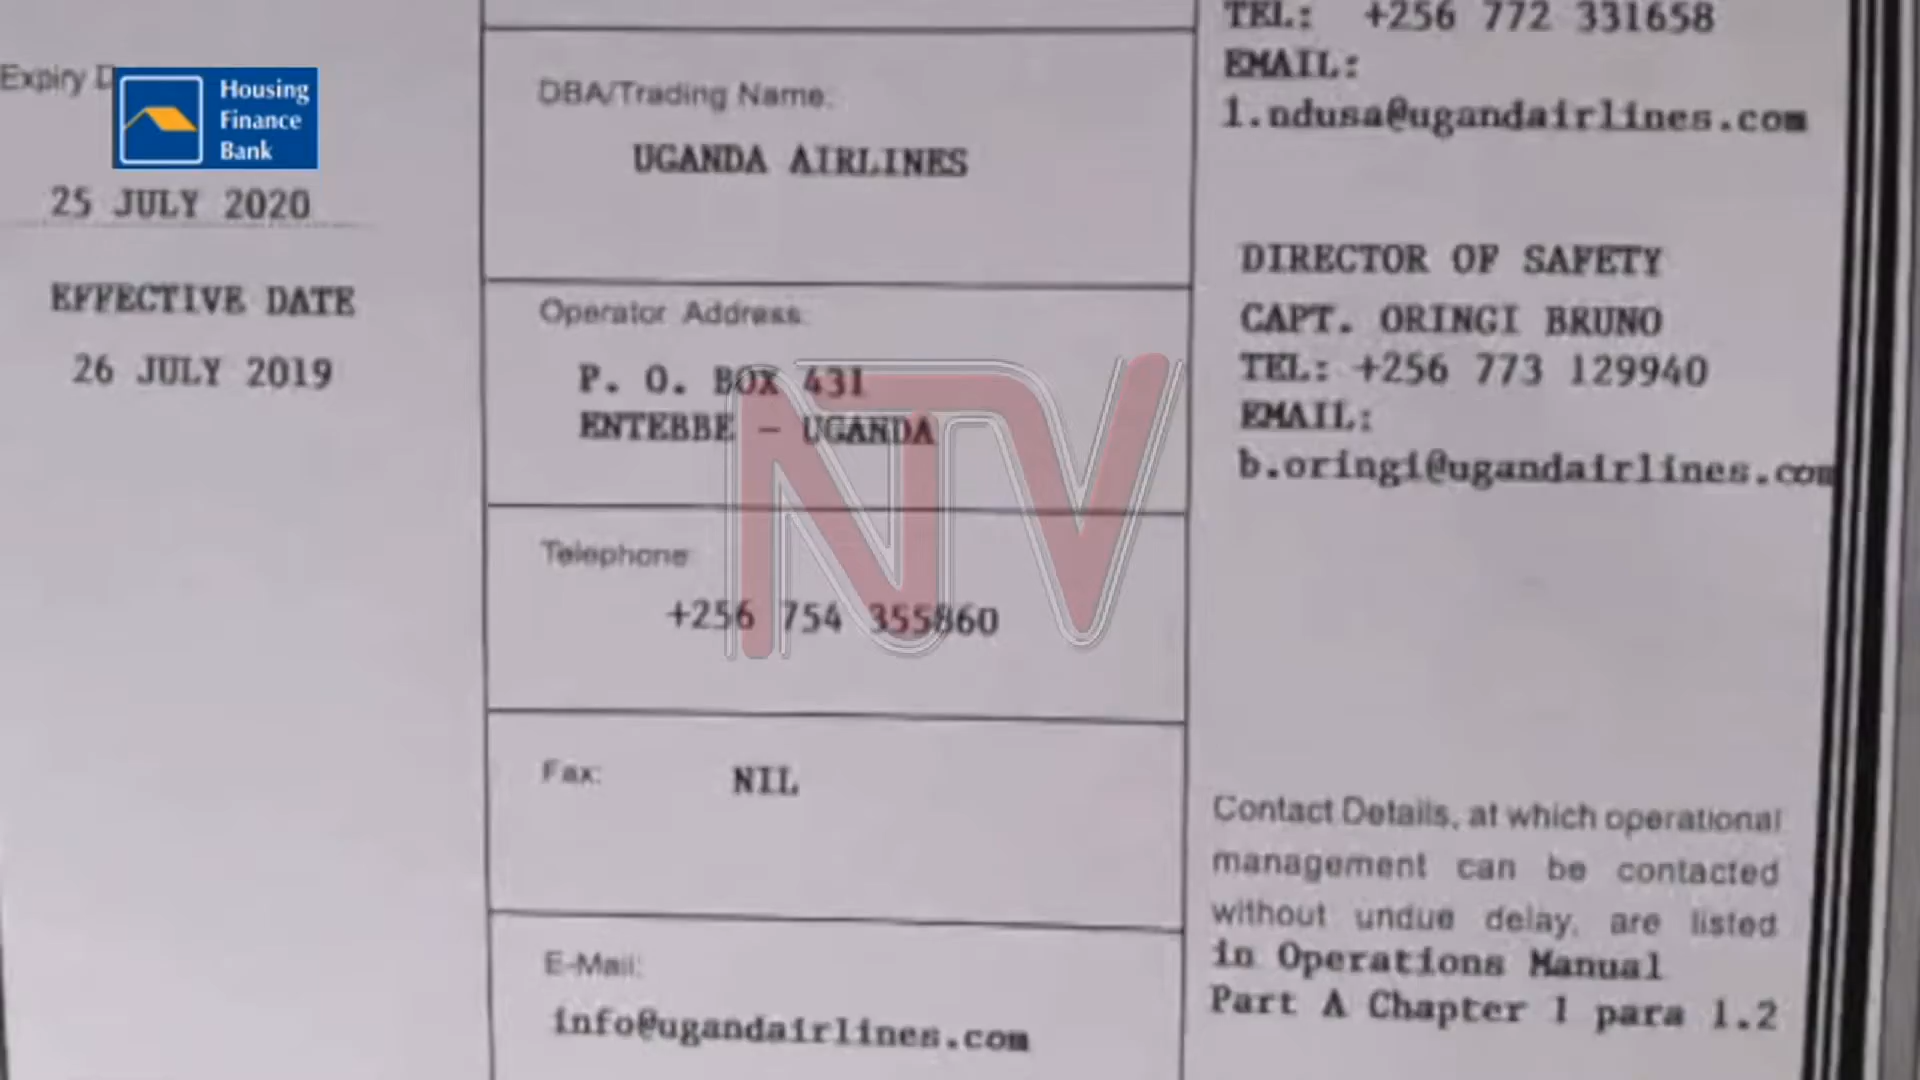 Expiry D
Housing
Finance
Bank
25 JULY 2020
EFFECTIVE DATE
26 JULY 2019
DBA/Trading Name:
UGANDA AIRLINES
Operator Address:
P. O. BOX 431
ENTEBBE - UGANDA
Telephone:
+256 754 355860
Fax: NIL
E-Mail:
info@ugandairlines.com
TEL: +256 772 331658
EMAIL:
l.ndusa@ugandairlines.com
DIRECTOR OF SAFETY
CAPT. ORINGI BRUNO
TEL: +256 773 129940
EMAIL:
b.oringi@ugandairlines.com
Contact Details, at which operational
management can be contacted
without undue delay, are listed
in Operations Manual
Part A Chapter 1 para 1.2
NTV